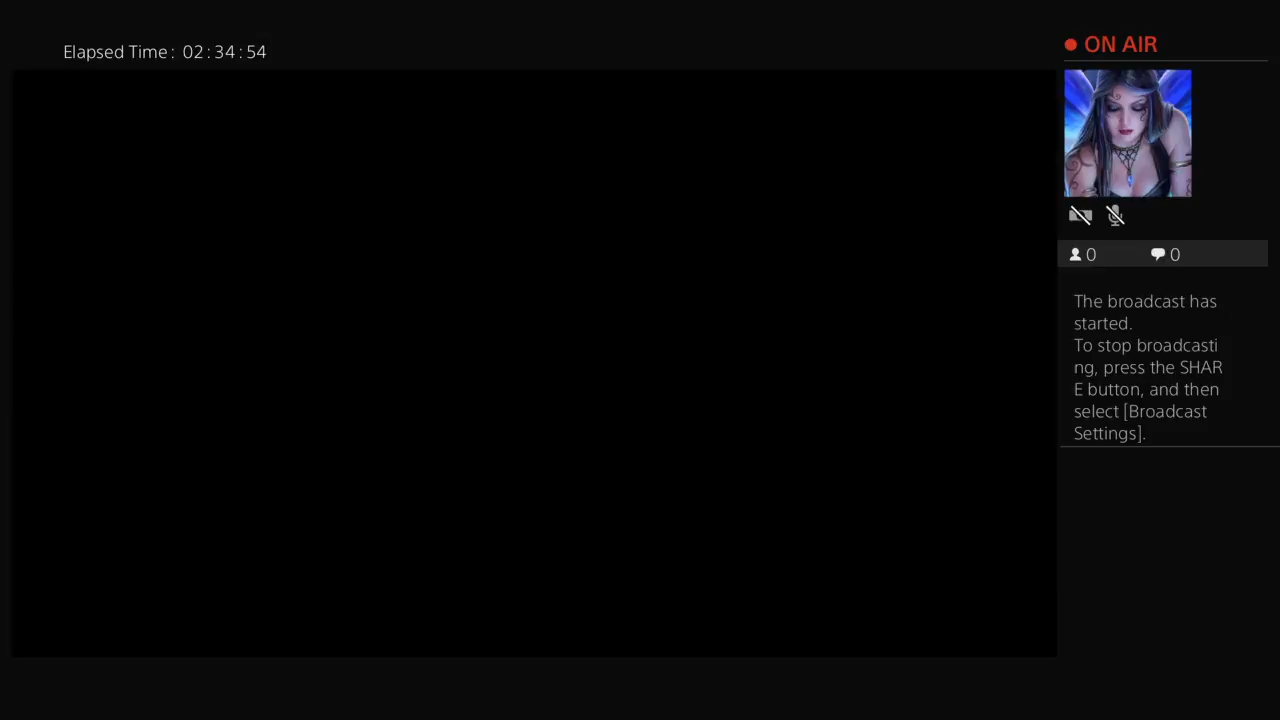 Elapsed Time: 02:34:54
ON AIR
0 0
The broadcast has
started.
To stop broadcasti
ng, press the SHAR
E button, and then
select [Broadcast
Settings].